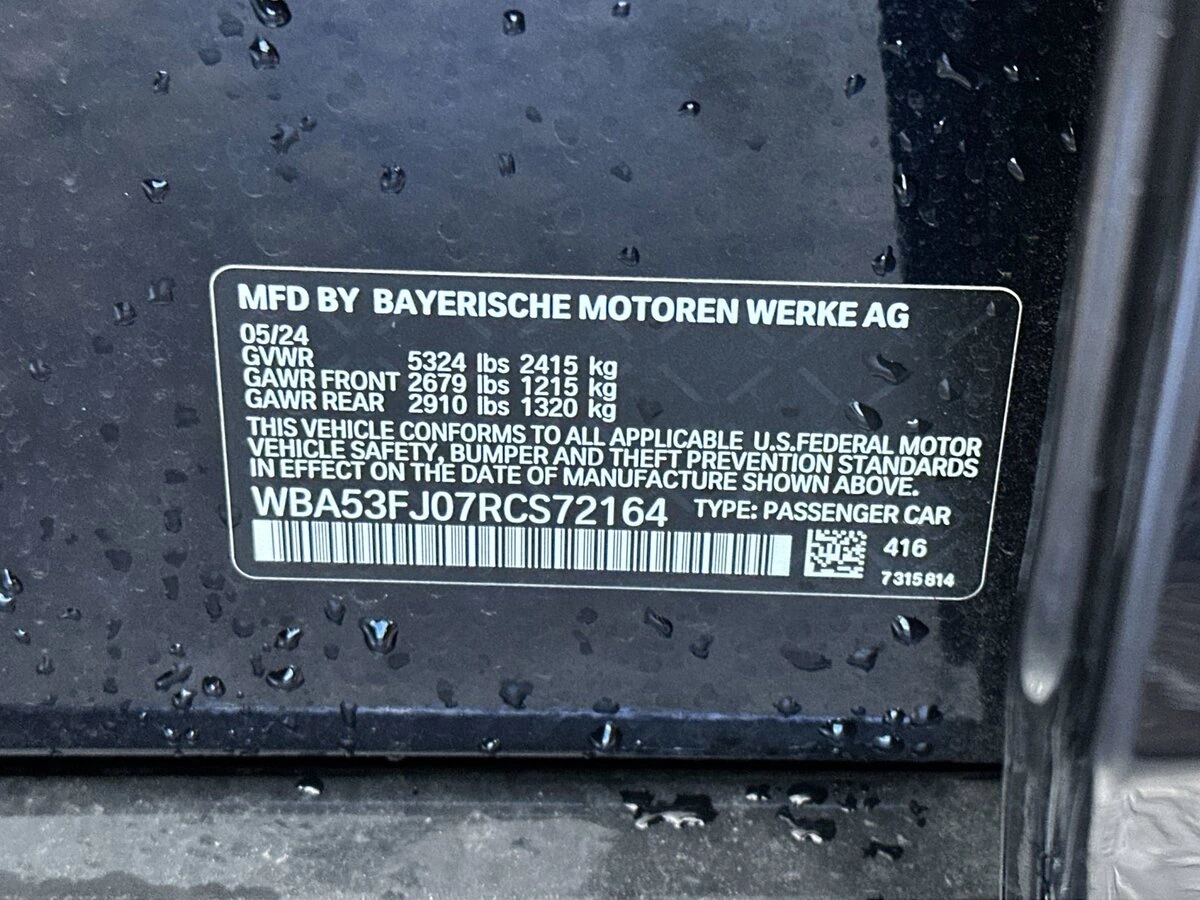 MFD BY BAYERISCHE MOTOREN WERKE AG
05/24
GVWR 5324 lbs 2415 kg
GAWR FRONT 2679 lbs 1215 kg
GAWR REAR 2910 lbs 1320 kg
THIS VEHICLE CONFORMS TO ALL APPLICABLE U.S.FEDERAL MOTOR
VEHICLE SAFETY, BUMPER AND THEFT PREVENTION STANDARDS
IN EFFECT ON THE DATE OF MANUFACTURE SHOWN ABOVE.
WBA53FJ07RCS72164 TYPE: PASSENGER CAR
416
7315814